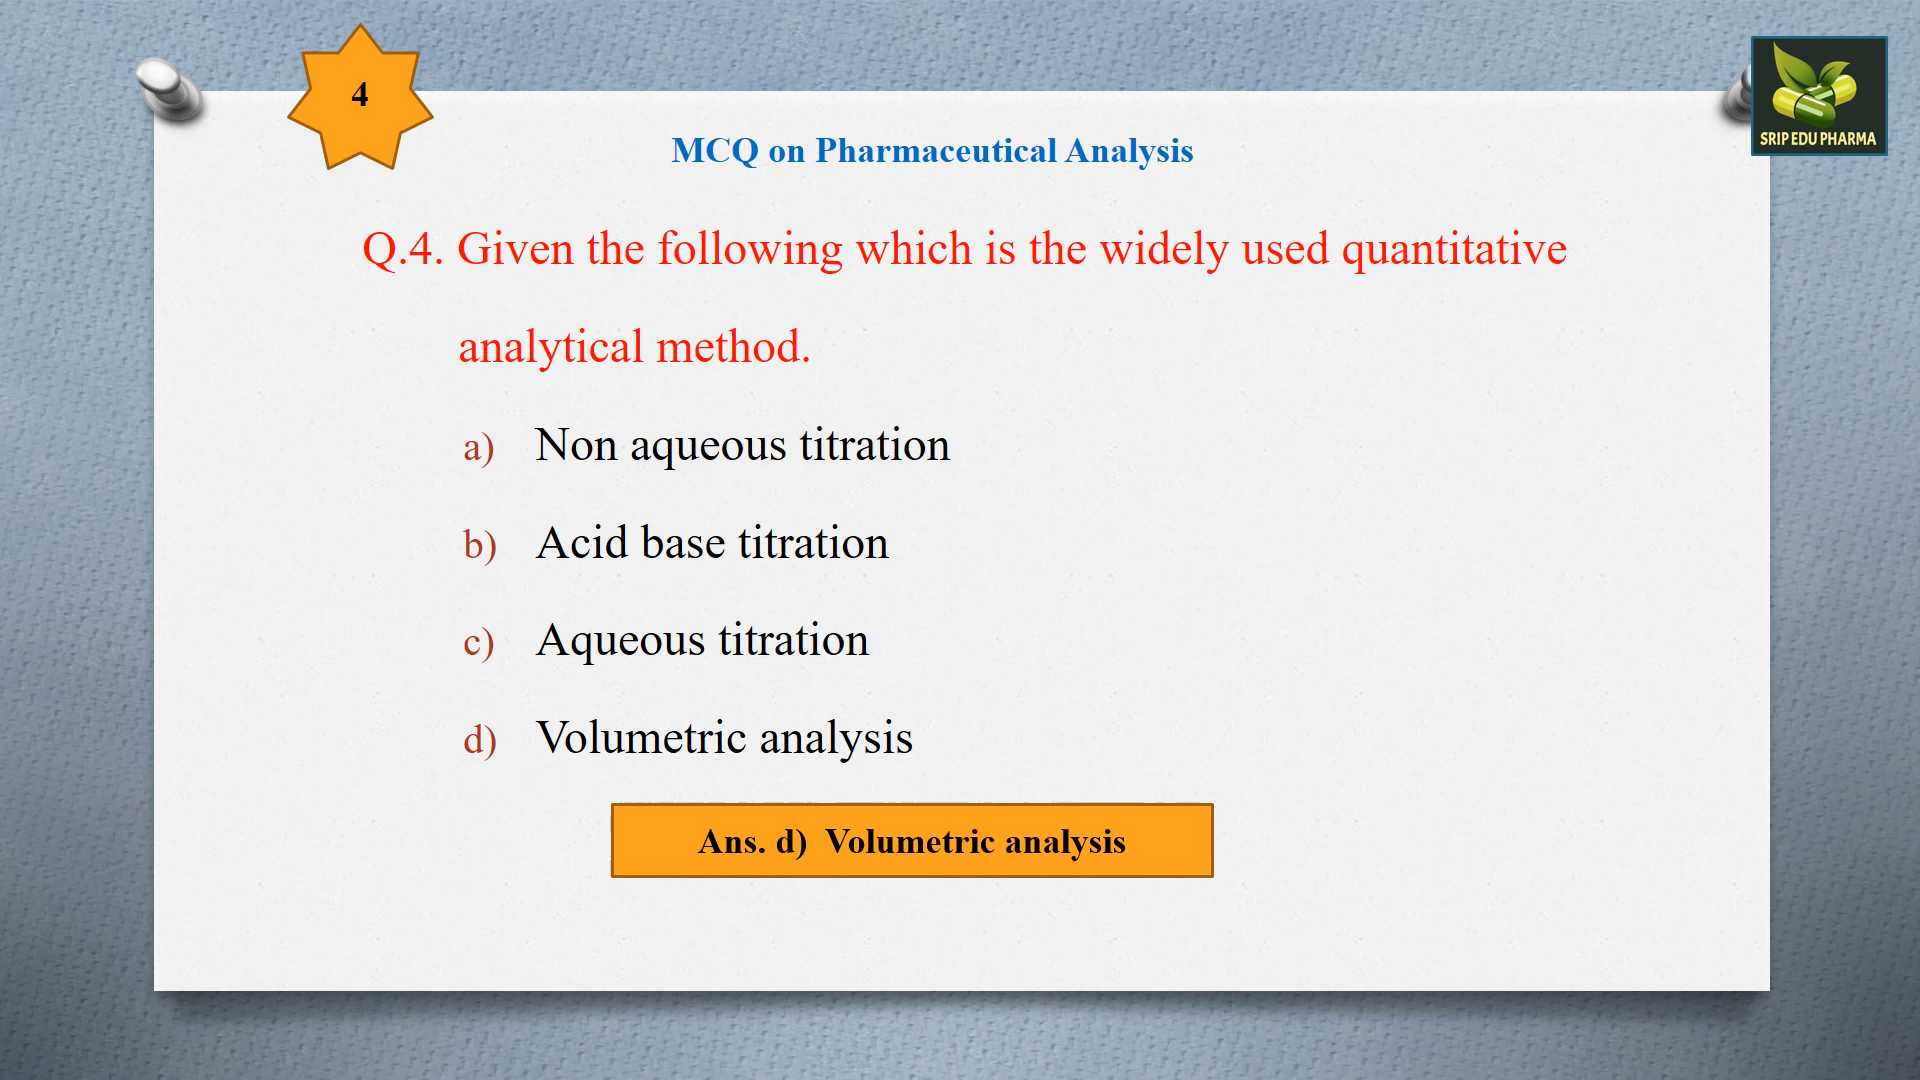 4
SRIP EDU PHARMA
MCQ on Pharmaceutical Analysis
Q.4. Given the following which is the widely used quantitative
analytical method.
a) Non aqueous titration
b) Acid base titration
c) Aqueous titration
d) Volumetric analysis
Ans. d) Volumetric analysis